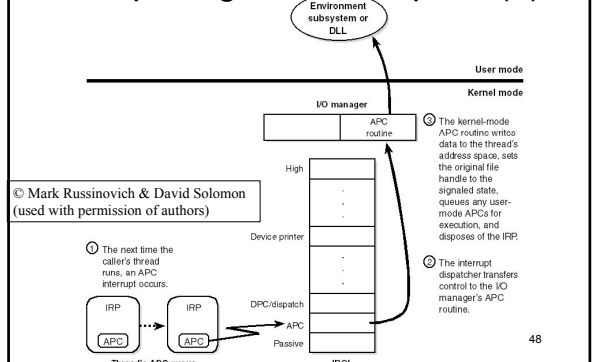 Environment
subsystem or
DLL
User mode
Kernel mode
I/O manager
APC
routine
③ The kernel-mode
APC routine writes
data to the thread's
address space, sets
the original file
handle to the
signaled state,
queues any user-
mode APCs for
execution, and
disposes of the IRP.
© Mark Russinovich & David Solomon
(used with permission of authors)
High
Device printer
① The next time the
caller's thread
runs, an APC
interrupt occurs.
② The interrupt
dispatcher transfers
control to the I/O
manager's APC
routine.
IRP
APC
IRP
APC
DPC/dispatch
APC
Passive
48